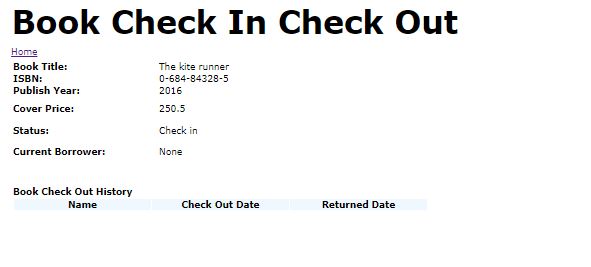 Book Check In Check Out
Home
Book Title: The kite runner
ISBN: 0-684-84328-5
Publish Year: 2016
Cover Price: 250.5
Status: Check in
Current Borrower: None
Book Check Out History
Name Check Out Date Returned Date